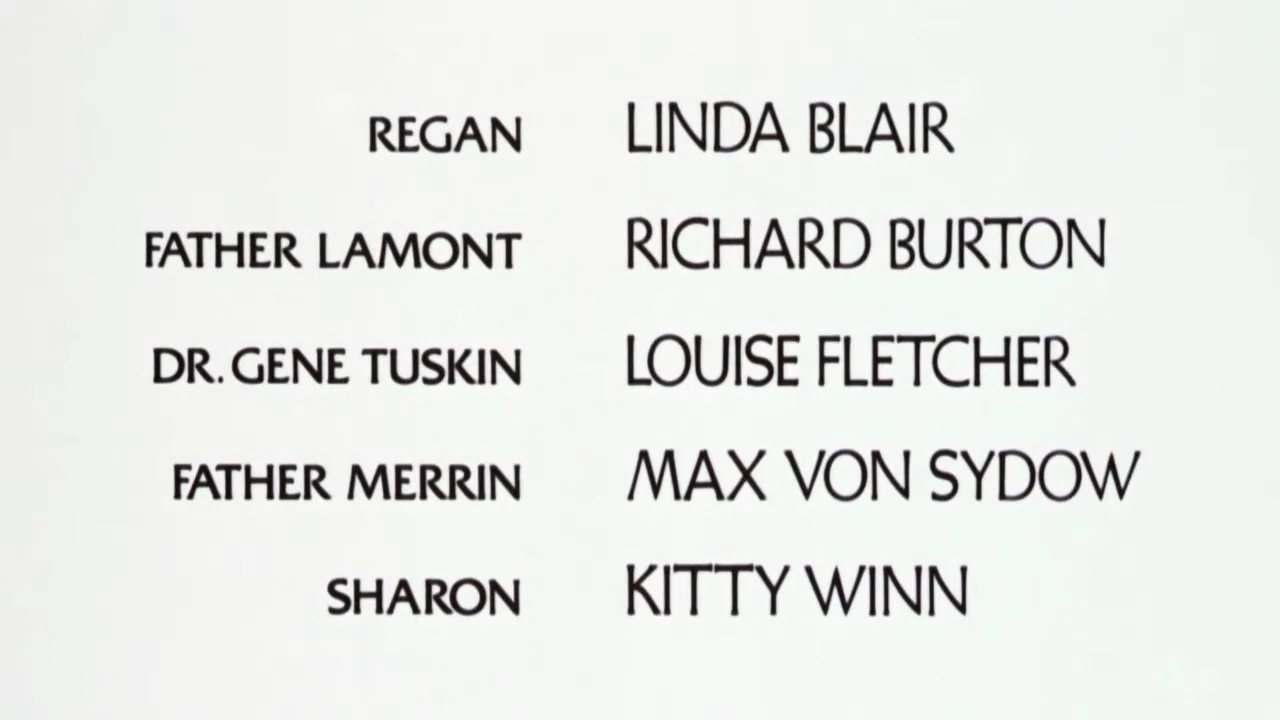 REGAN LINDA BLAIR
FATHER LAMONT RICHARD BURTON
DR. GENE TUSKIN LOUISE FLETCHER
FATHER MERRIN MAX VON SYDOW
SHARON KITTY WINN